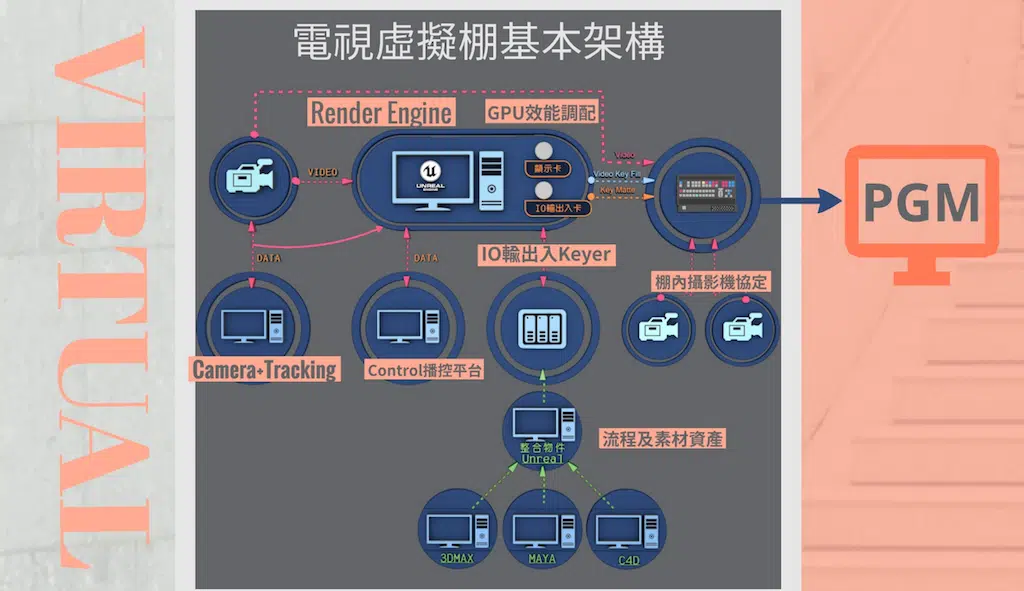 VIRTUAL
電視虛擬棚基本架構
Render Engine
GPU效能調配
VIDEO
UNREAL
ENGINE
顯示卡
IO輸出入卡
Video
Video Key Fill
Key Matte
PGM
DATA
DATA
IO輸出入Keyer
棚內攝影機協定
Camera+Tracking
Control播控平台
整合物件
Unreal
流程及素材資產
3DMAX
MAYA
C4D